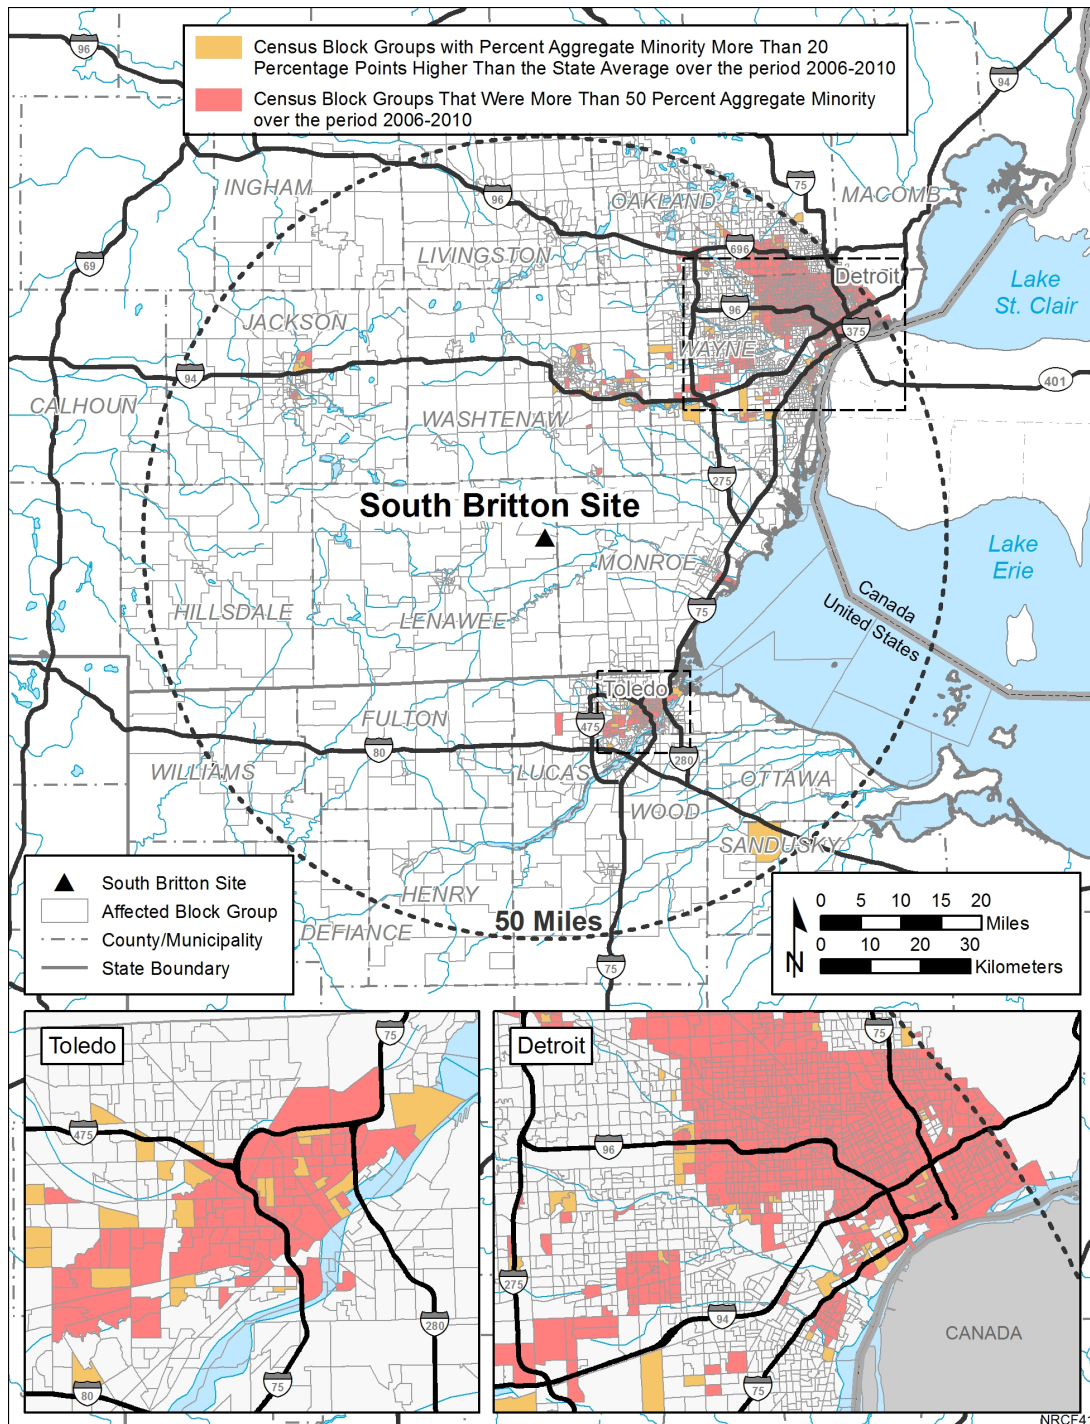 Census Block Groups with Percent Aggregate Minority More Than 20
Percentage Points Higher Than the State Average over the period 2006-2010
Census Block Groups That Were More Than 50 Percent Aggregate Minority
over the period 2006-2010
96
94
75
MACOMB
INGHAM
OAKLAND
96
LIVINGSTON
696
69
Detroit
Lake
St. Clair
96
JACKSON
375
WAYNE
94
401
CALHOUN
WASHTENAW
275
South Britton Site
Lake
Erie
MONROE
Canada
United States
75
HILLSDALE
LENAWEE
Toledo
FULTON
475
80
280
WILLIAMS
LUCAS
OTTAWA
WOOD
SANDUSKY
HENRY
50 Miles
DEFIANCE
75
South Britton Site
Affected Block Group
County/Municipality
State Boundary
0 5 10 15 20
Miles
0 10 20 30
Kilometers
N
Toledo
75
475
280
75
80
Detroit
75
96
275
94
75
CANADA